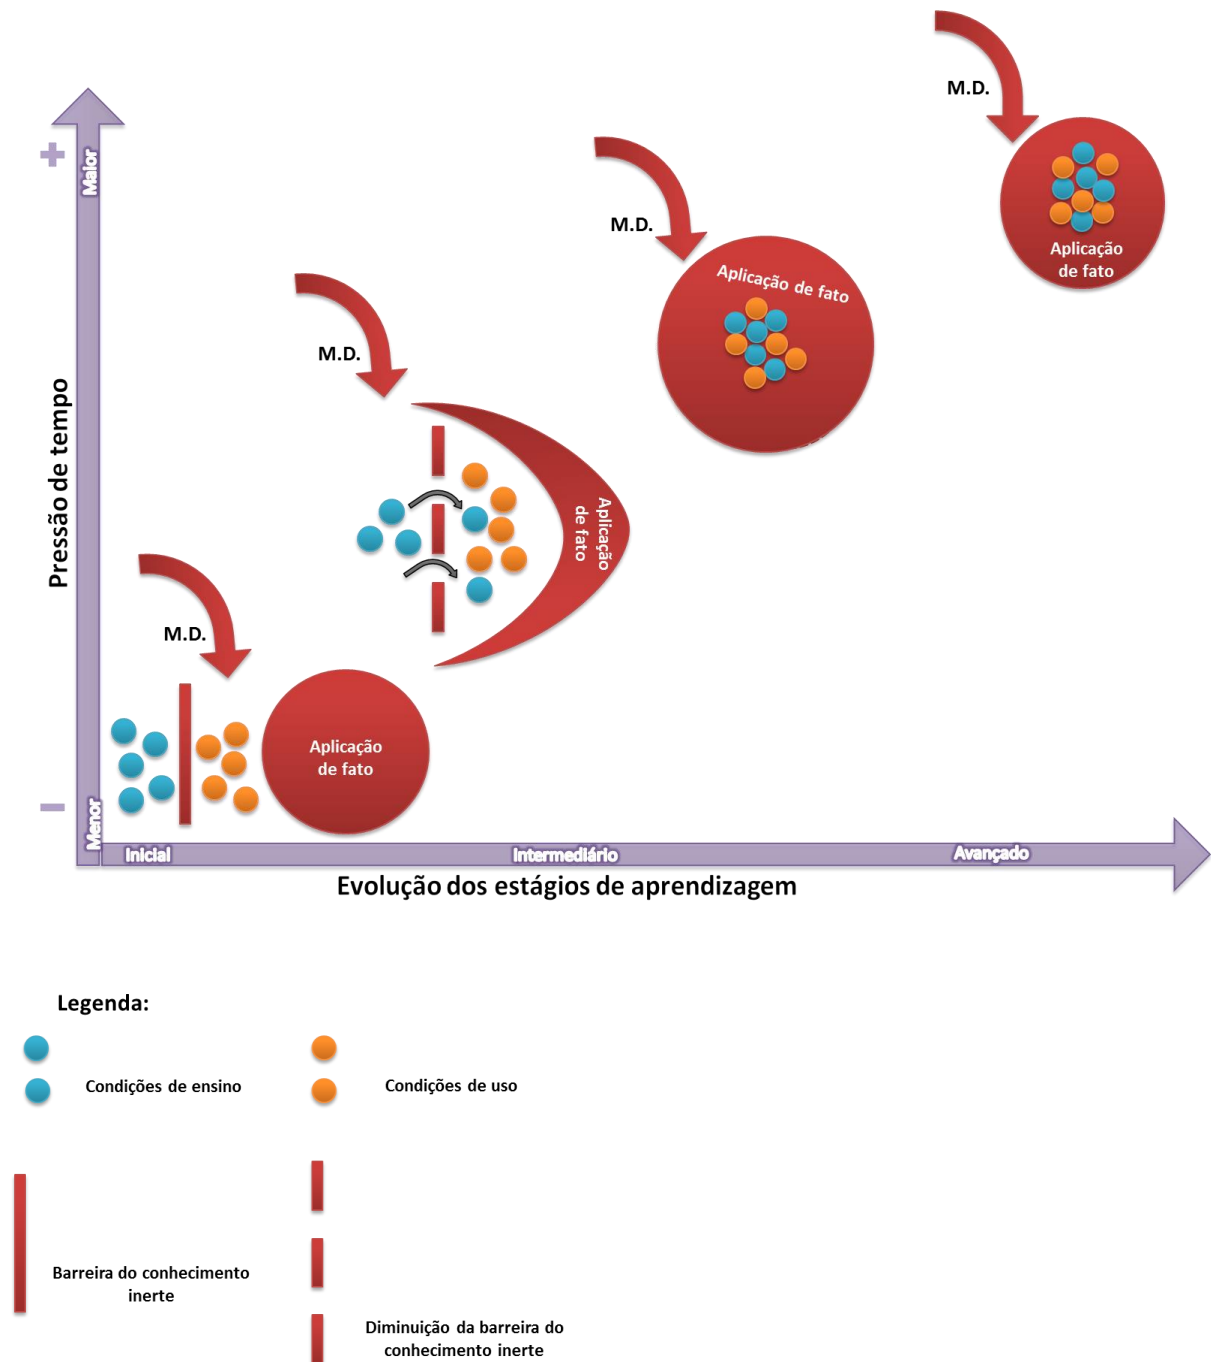 M.D.
+
Maior
M.D.
Aplicação
de fato
M.D.
Aplicação de fato
M.D.
Aplicação
de fato
Pressão de tempo
M.D.
Aplicação
de fato
Menor
Inicial
Intermediário
Avançado
Evolução dos estágios de aprendizagem
Legenda:
Condições de ensino
Condições de uso
Barreira do conhecimento
inerte
Diminuição da barreira do
conhecimento inerte